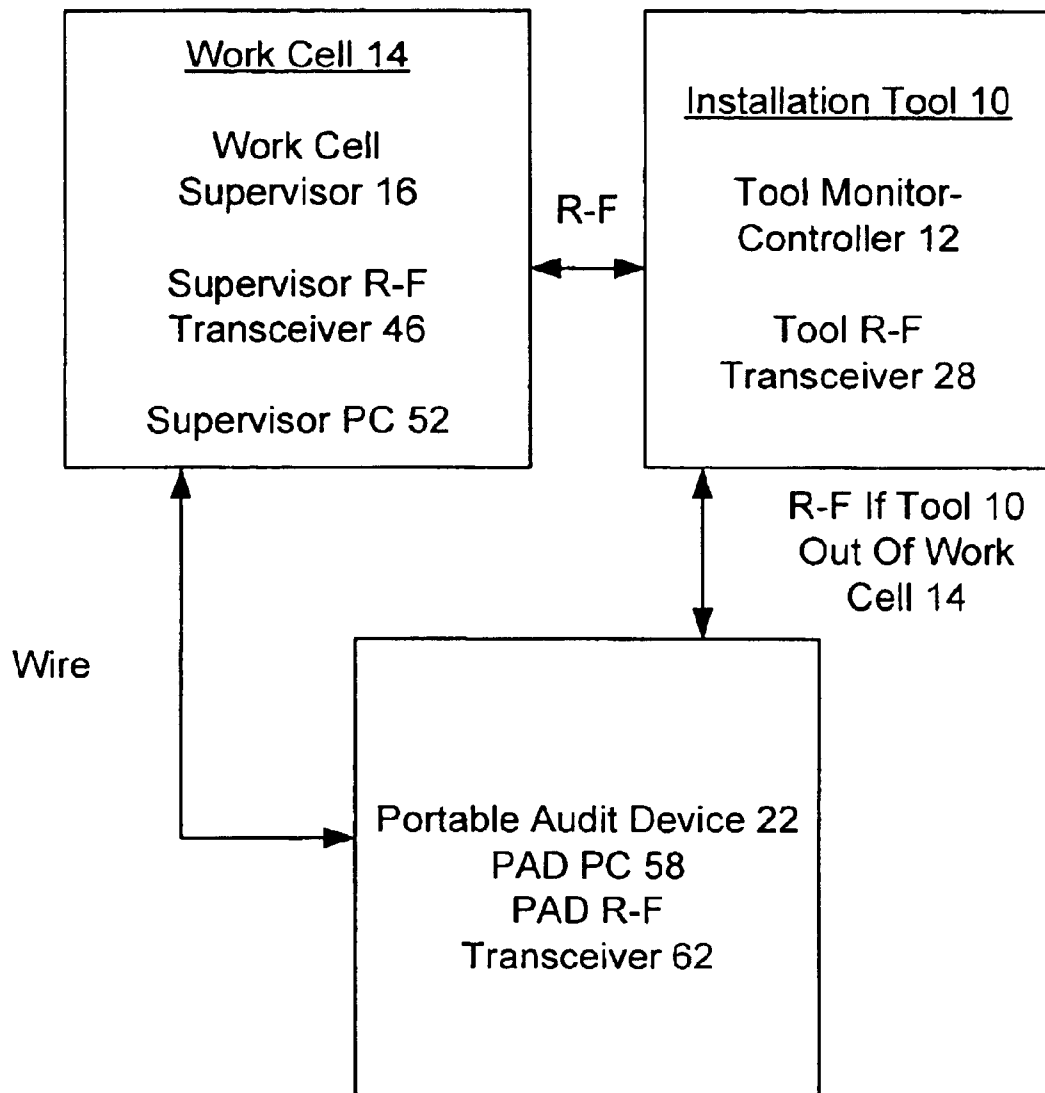 Work Cell 14
Work Cell
Supervisor 16
Supervisor R-F
Transceiver 46
Supervisor PC 52
R-F
Installation Tool 10
Tool Monitor-
Controller 12
Tool R-F
Transceiver 28
R-F If Tool 10
Out Of Work
Cell 14
Wire
Portable Audit Device 22
PAD PC 58
PAD R-F
Transceiver 62